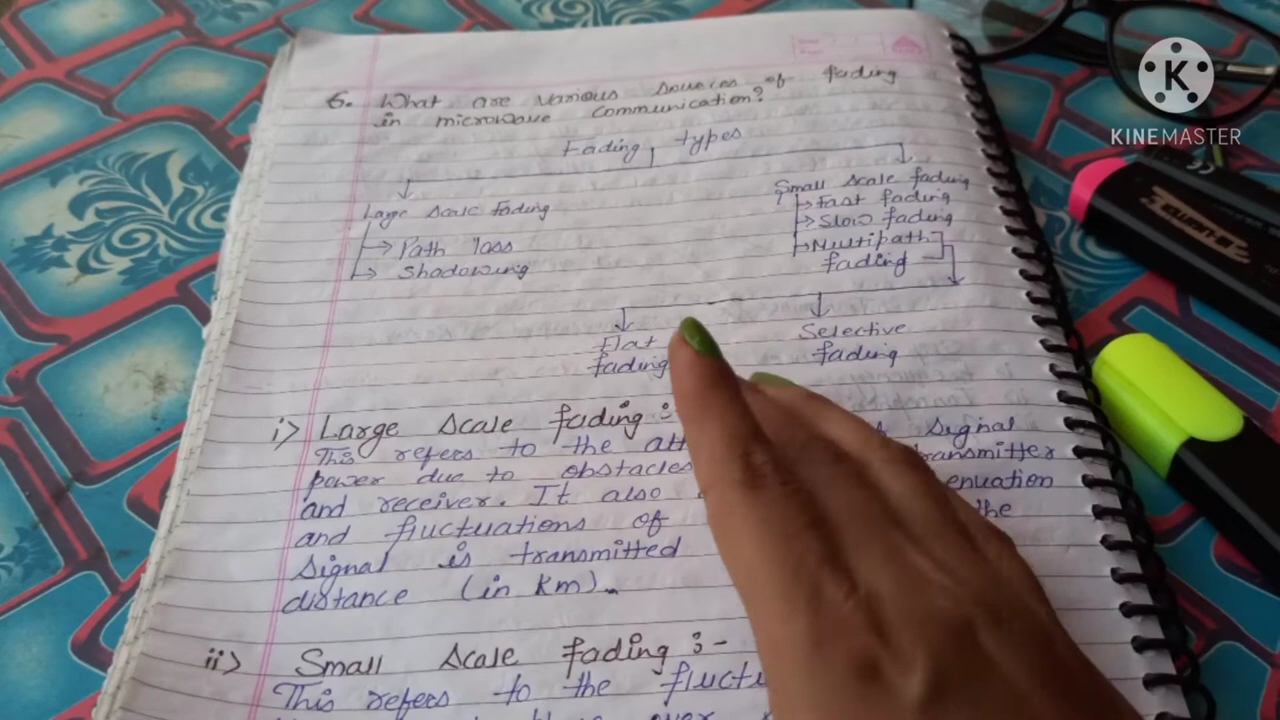 6. What are various sources of fading
in microwave communication?
Fading types
Large Scale Fading
→ Path loss
→ Shadowing
Small Scale fading
→ Fast fading
→ Slow fading
→ Multipath
fading
Flat
fading
Selective
fading
i> Large Scale fading :-
This refers to the att signal
power due to obstacles transmitter
and receiver. It also enuation
and fluctuations of the
signal is transmitted
distance (in Km).
ii> Small Scale fading :-
This refers to the fluctu
K
KINEMASTER